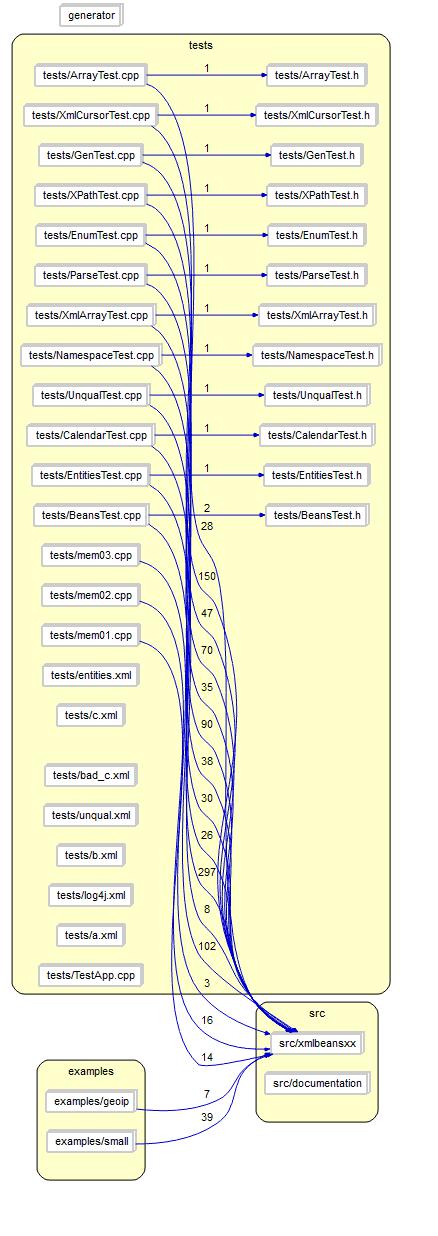 generator
tests
tests/ArrayTest.cpp 1 tests/ArrayTest.h
tests/XmlCursorTest.cpp 1 tests/XmlCursorTest.h
tests/GenTest.cpp 1 tests/GenTest.h
tests/XPathTest.cpp 1 tests/XPathTest.h
tests/EnumTest.cpp 1 tests/EnumTest.h
tests/ParseTest.cpp 1 tests/ParseTest.h
tests/XmlArrayTest.cpp 1 tests/XmlArrayTest.h
tests/NamespaceTest.cpp 1 tests/NamespaceTest.h
tests/UnqualTest.cpp 1 tests/UnqualTest.h
tests/CalendarTest.cpp 1 tests/CalendarTest.h
tests/EntitiesTest.cpp 1 tests/EntitiesTest.h
tests/BeansTest.cpp 2 tests/BeansTest.h
28
tests/mem03.cpp
150
tests/mem02.cpp
47
tests/mem01.cpp
70
tests/entities.xml
35
tests/c.xml
90
38
tests/bad_c.xml
30
tests/unqual.xml
26
tests/b.xml
297
tests/log4j.xml
8
tests/a.xml
102
tests/TestApp.cpp
3
src
16
src/xmlbeansxx
14
examples
src/documentation
7
examples/geoip
39
examples/small